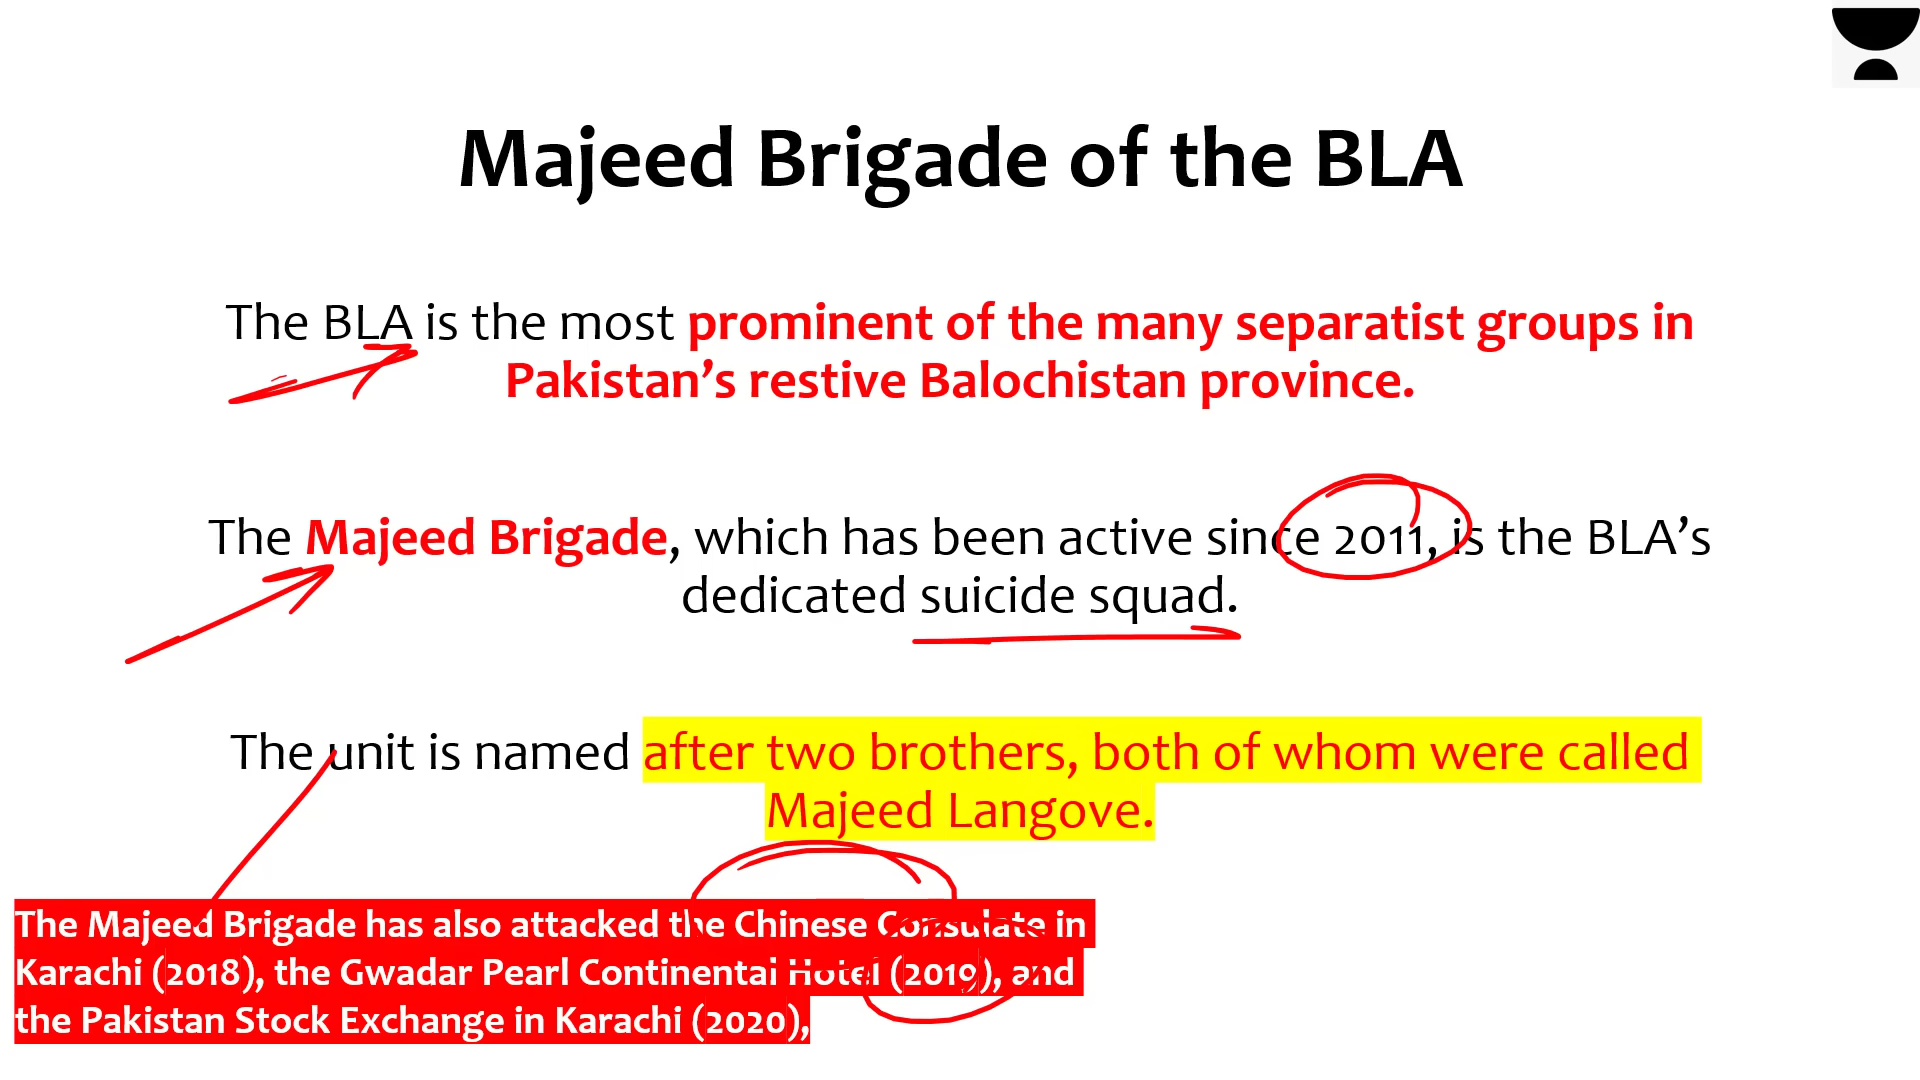 Majeed Brigade of the BLA
The BLA is the most prominent of the many separatist groups in
Pakistan’s restive Balochistan province.
The Majeed Brigade, which has been active since 2011, is the BLA’s
dedicated suicide squad.
The unit is named after two brothers, both of whom were called
Majeed Langove.
The Majeed Brigade has also attacked the Chinese Consulate in
Karachi (2018), the Gwadar Pearl Continental Hotel (2019), and
the Pakistan Stock Exchange in Karachi (2020),